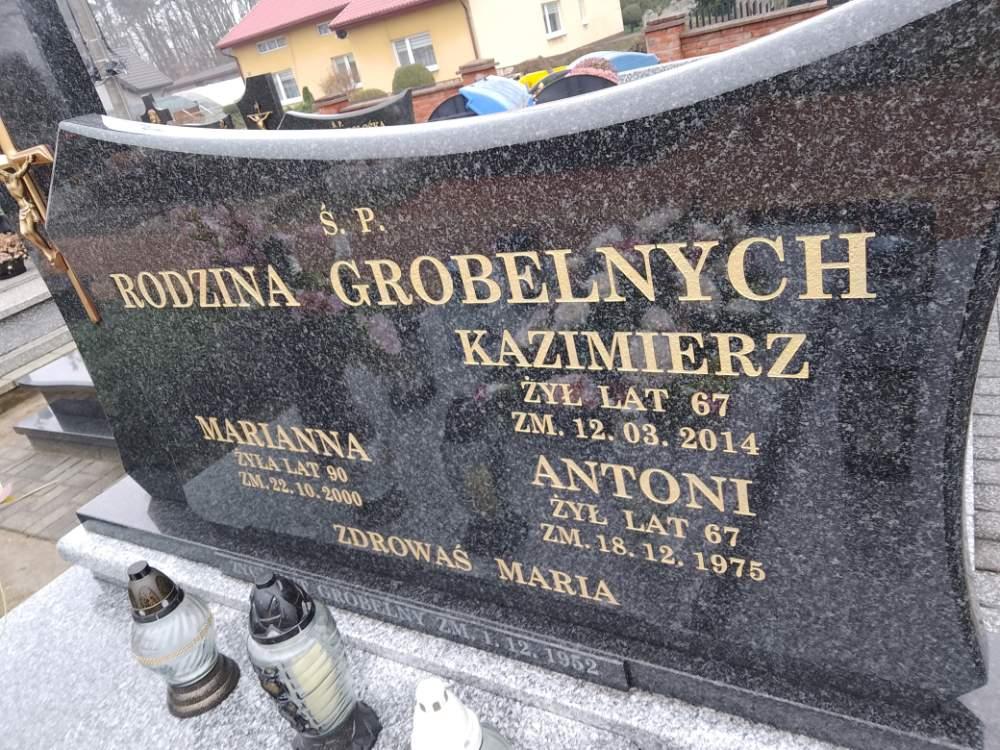 Ś. P.
RODZINA GROBELNYCH
KAZIMIERZ
ŻYŁ LAT 67
ZM. 12. 03. 2014
MARIANNA
ŻYŁA LAT 90
ZM. 22. 10. 2000
ANTONI
ŻYŁ LAT 67
ZM. 18. 12. 1975
ZDROWAŚ MARIA
GROBELNY ZM. 1. 12. 1952
Ś. P.